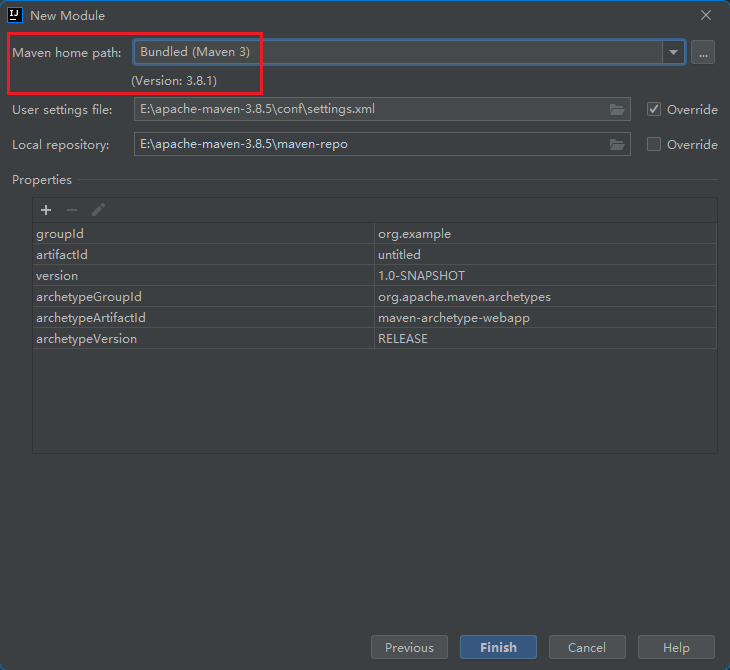 IJ New Module
Maven home path: Bundled (Maven 3) ...
(Version: 3.8.1)
User settings file: E:\apache-maven-3.8.5\conf\settings.xml Override
Local repository: E:\apache-maven-3.8.5\maven-repo Override
Properties
groupId org.example
artifactId untitled
version 1.0-SNAPSHOT
archetypeGroupId org.apache.maven.archetypes
archetypeArtifactId maven-archetype-webapp
archetypeVersion RELEASE
Previous Finish Cancel Help